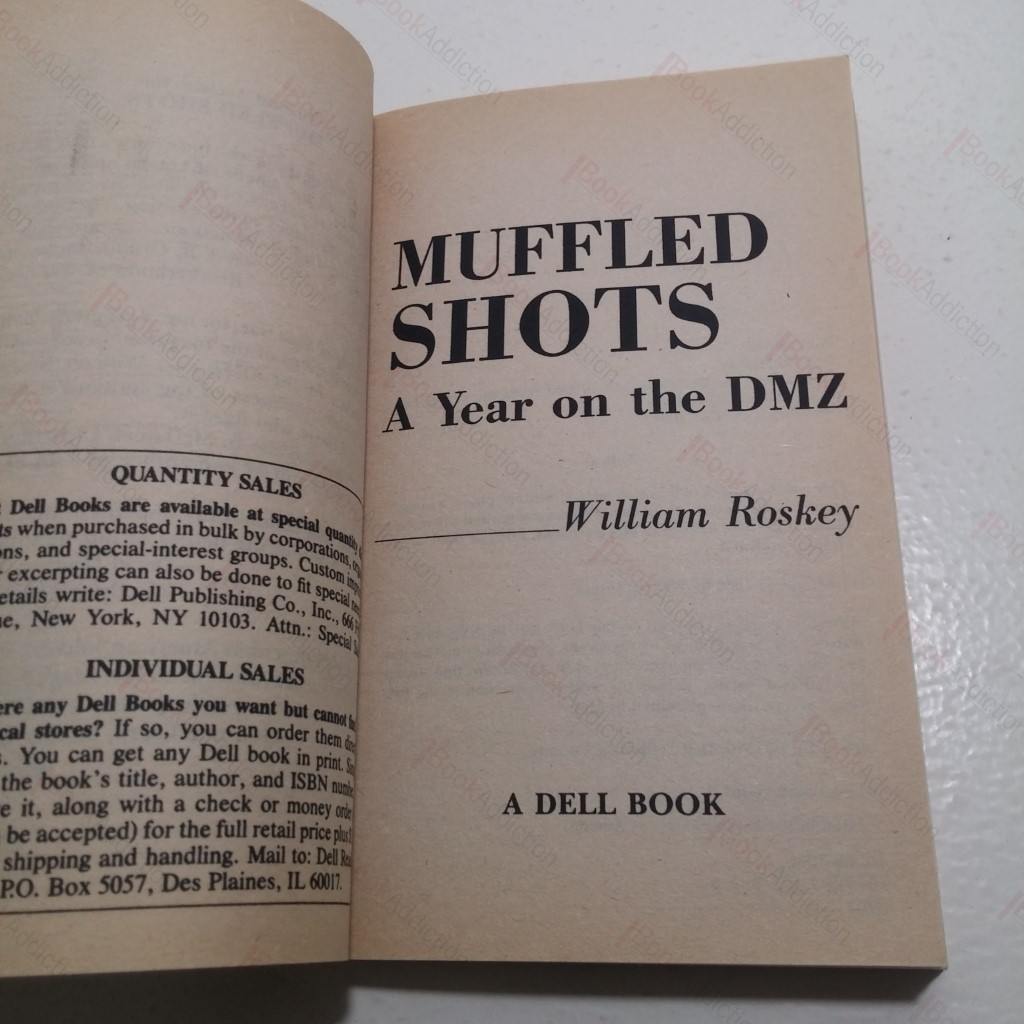 QUANTITY SALES
Dell Books are available at special quantity
when purchased in bulk by corporations,
and special-interest groups. Custom
excerpting can also be done to fit special
write: Dell Publishing Co., Inc., 666
New York, NY 10103. Attn.: Special
INDIVIDUAL SALES
any Dell Books you want but cannot
stores? If so, you can order them
You can get any Dell book in print.
the book's title, author, and ISBN
it, along with a check or money order
be accepted) for the full retail price plus
shipping and handling. Mail to: Dell
P.O. Box 5057, Des Plaines, IL 60017.
MUFFLED
SHOTS
A Year on the DMZ
William Roskey
A DELL BOOK
BookAddiction